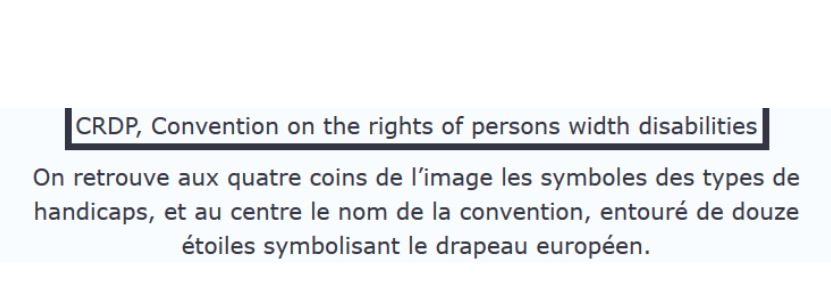 CRDP, Convention on the rights of persons width disabilities
On retrouve aux quatre coins de l’image les symboles des types de
handicaps, et au centre le nom de la convention, entouré de douze
étoiles symbolisant le drapeau européen.